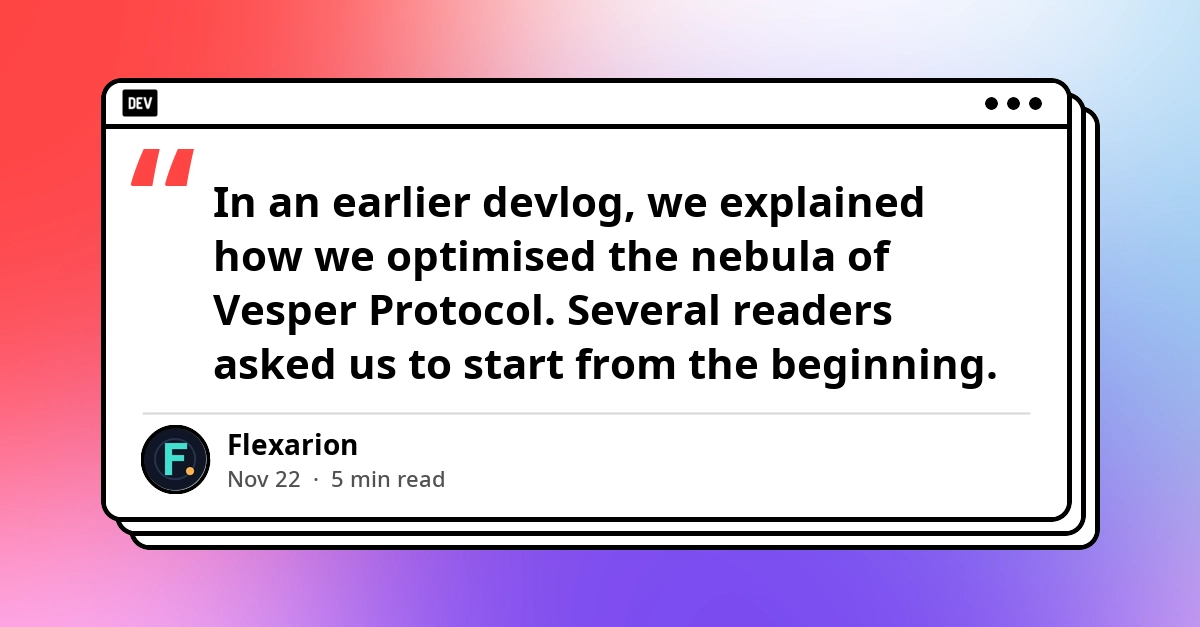 DEV
“
In an earlier devlog, we explained
how we optimised the nebula of
Vesper Protocol. Several readers
asked us to start from the beginning.
F.
Flexarion
Nov 22 · 5 min read